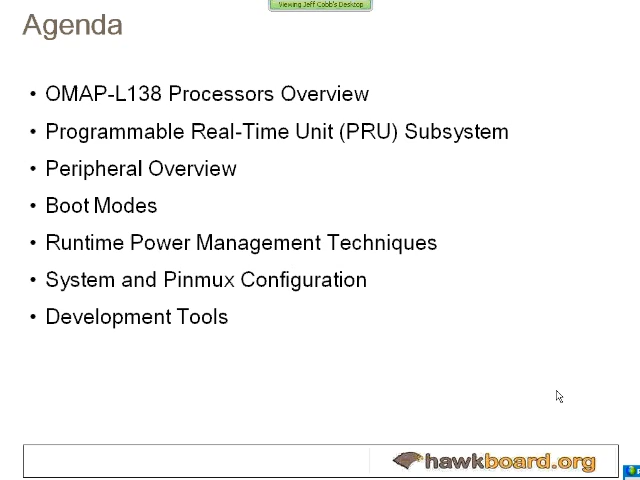 Viewing Jeff Cobb's Desktop
Agenda
• OMAP-L138 Processors Overview
• Programmable Real-Time Unit (PRU) Subsystem
• Peripheral Overview
• Boot Modes
• Runtime Power Management Techniques
• System and Pinmux Configuration
• Development Tools
hawkboard.org